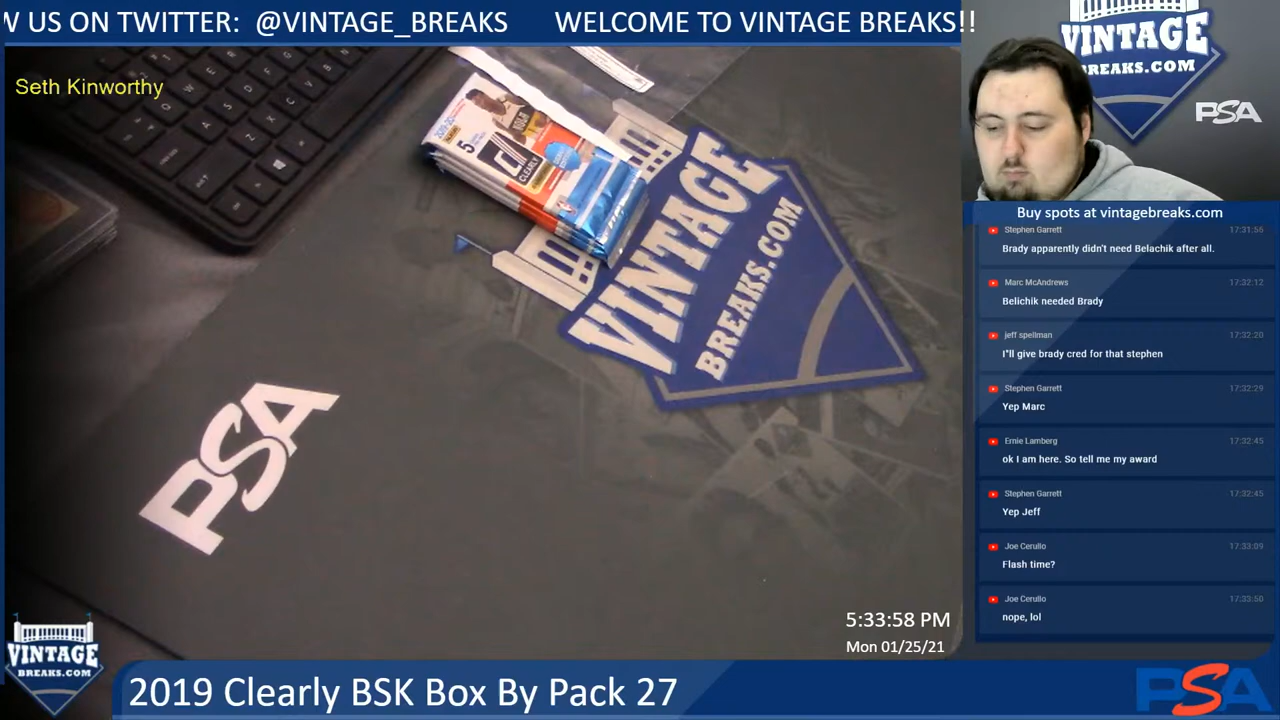 W US ON TWITTER: @VINTAGE_BREAKS WELCOME TO VINTAGE BREAKS!!
Seth Kinworthy
VINTAGE
BREAKS.COM
PSA
5
CLEARLY
VINTAGE
BREAKS.COM
PSA
Buy spots at vintagebreaks.com
Stephen Garrett 17:31:56
Brady apparently didn't need Belachik after all.
Marc McAndrews 17:32:12
Belichik needed Brady
jeff spellman 17:32:20
I"ll give brady cred for that stephen
Stephen Garrett 17:32:29
Yep Marc
Ernie Lamberg 17:32:45
ok I am here. So tell me my award
Stephen Garrett 17:32:45
Yep Jeff
Joe Cerullo 17:33:09
Flash time?
Joe Cerullo 17:33:50
nope, lol
5:33:58 PM
Mon 01/25/21
VINTAGE
BREAKS.COM
2019 Clearly BSK Box By Pack 27
PSA